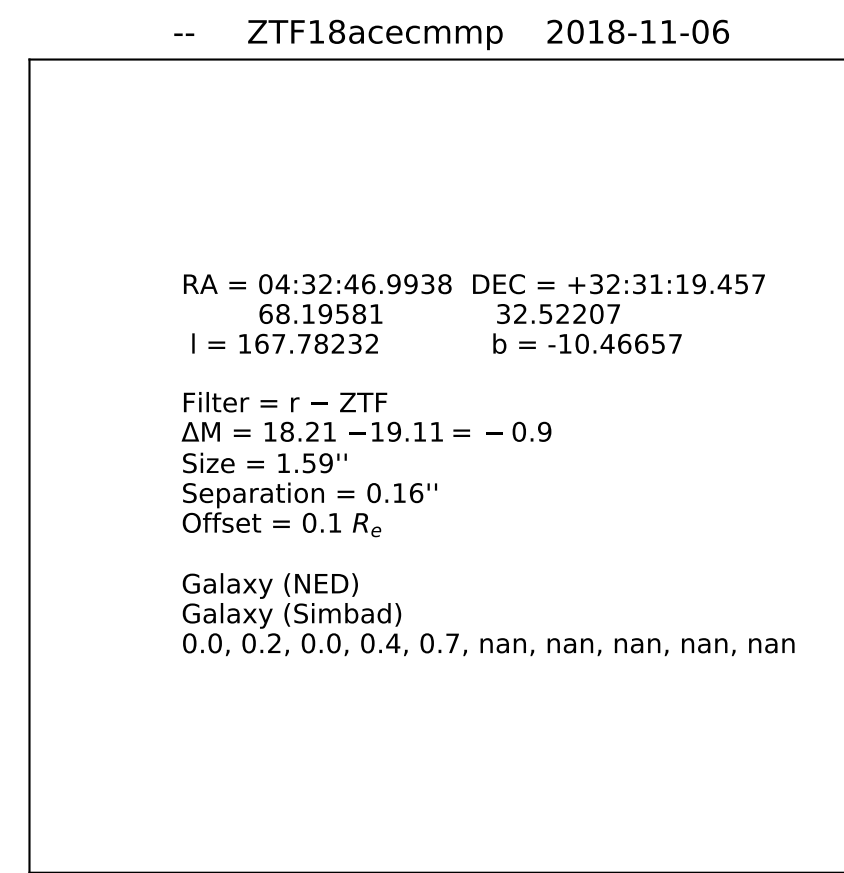 -- ZTF18acecmmp 2018-11-06
RA = 04:32:46.9938 DEC = +32:31:19.457
68.19581 32.52207
l = 167.78232 b = -10.46657
Filter = r − ZTF
ΔM = 18.21 −19.11 = − 0.9
Size = 1.59''
Separation = 0.16''
Offset = 0.1 Re
Galaxy (NED)
Galaxy (Simbad)
0.0, 0.2, 0.0, 0.4, 0.7, nan, nan, nan, nan, nan